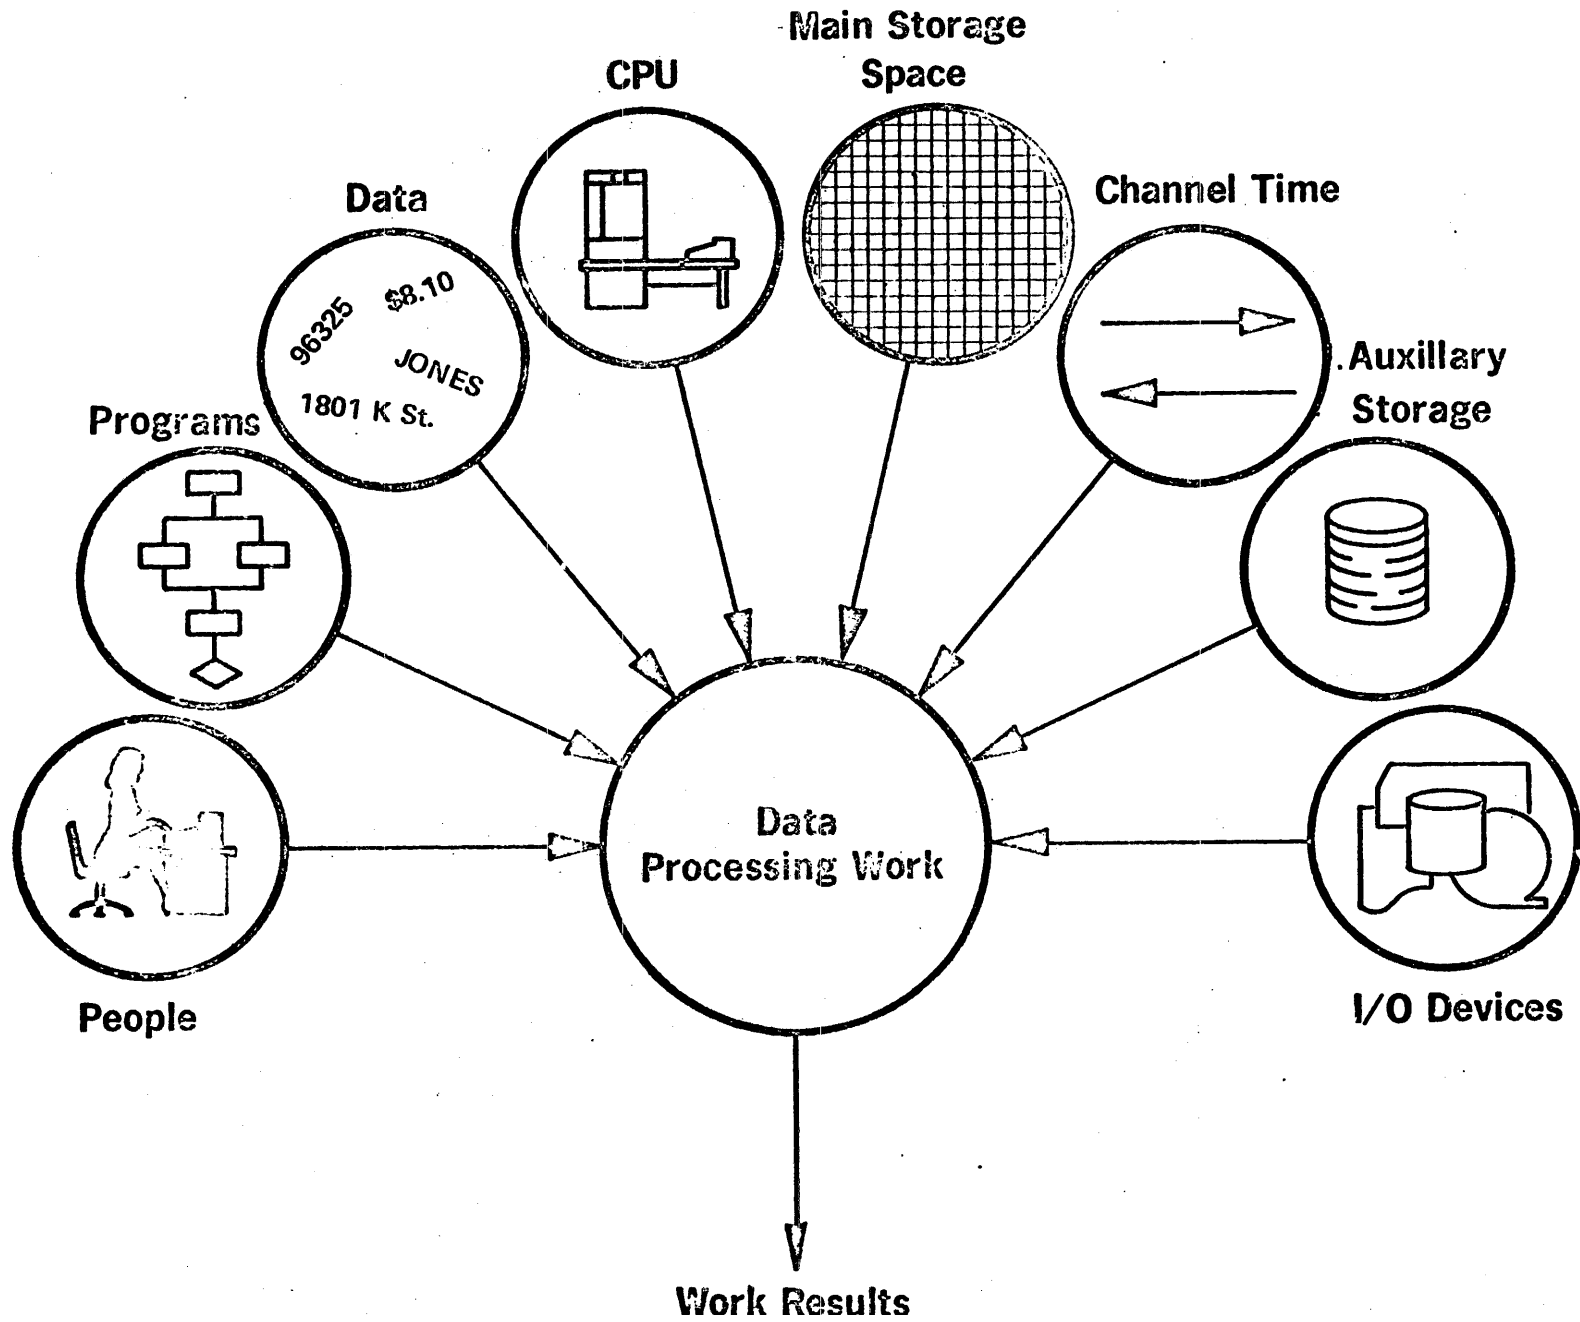 Main Storage
Space
CPU
Channel Time
Data
96325
$8.10
JONES
1801 K St.
Auxillary
Storage
Programs
Data
Processing Work
People
I/O Devices
Work Results